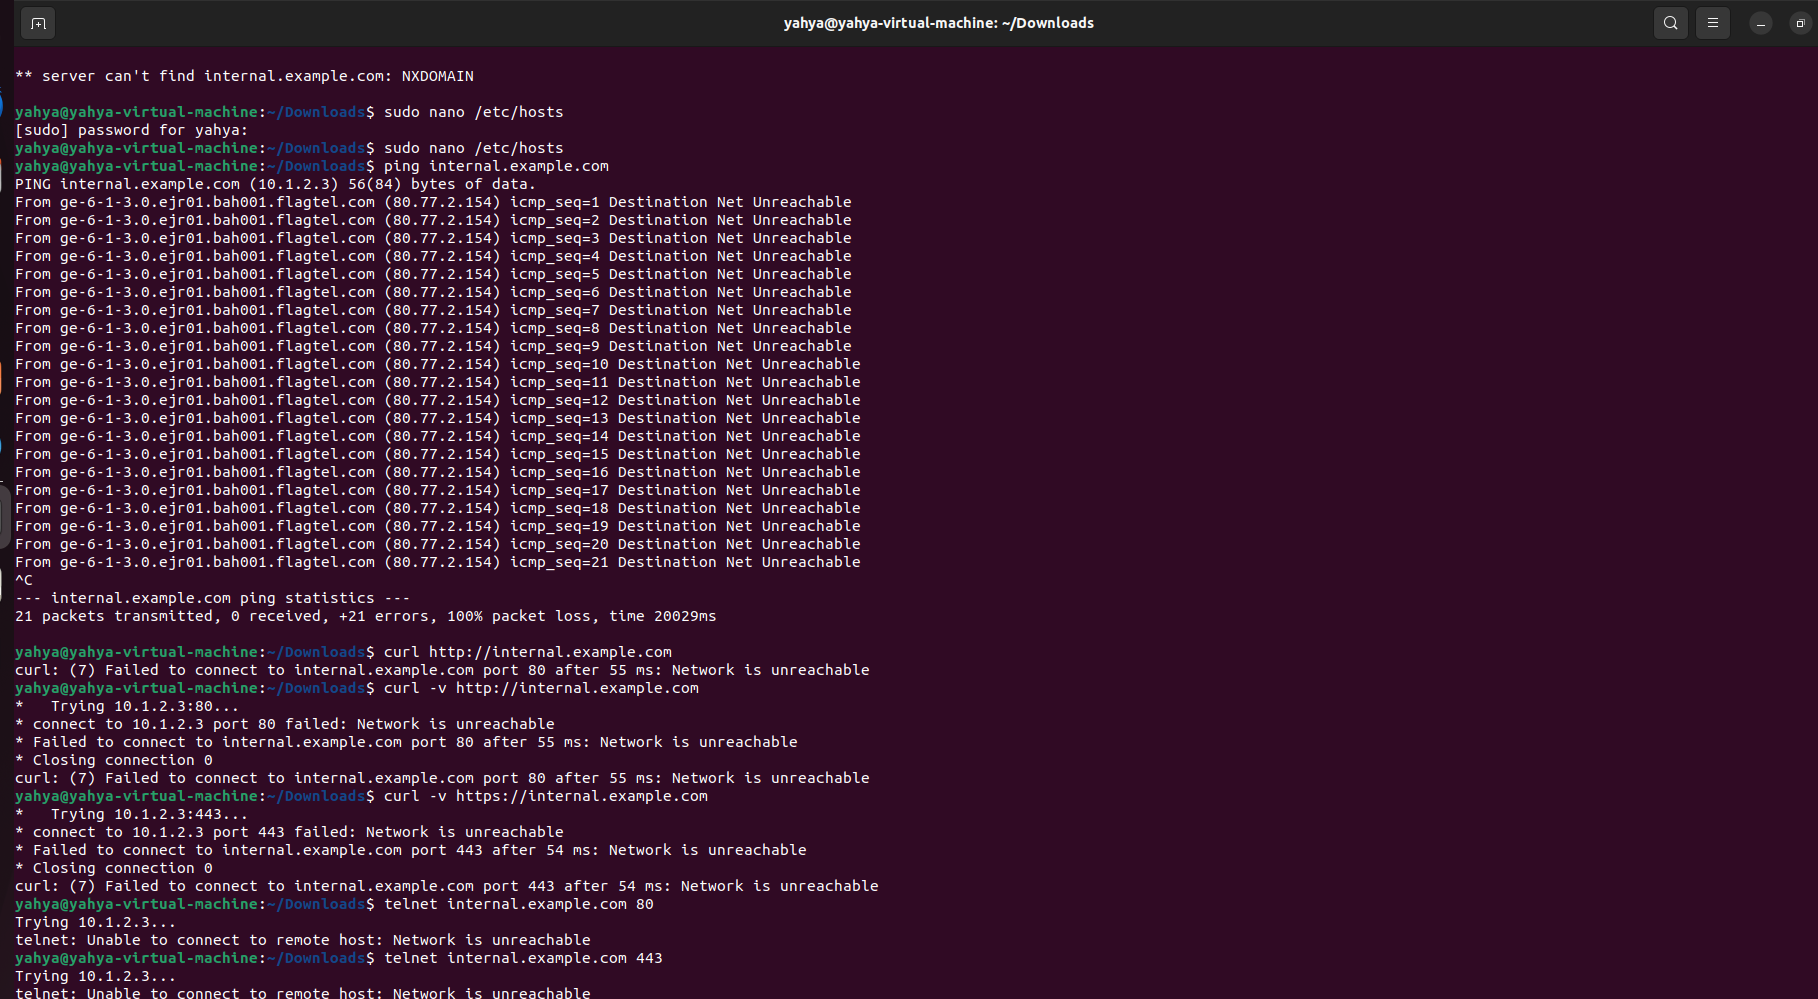 yahya@yahya-virtual-machine: ~/Downloads
** server can't find internal.example.com: NXDOMAIN
yahya@yahya-virtual-machine:~/Downloads$ sudo nano /etc/hosts
[sudo] password for yahya:
yahya@yahya-virtual-machine:~/Downloads$ sudo nano /etc/hosts
yahya@yahya-virtual-machine:~/Downloads$ ping internal.example.com
PING internal.example.com (10.1.2.3) 56(84) bytes of data.
From ge-6-1-3.0.ejr01.bah001.flagtel.com (80.77.2.154) icmp_seq=1 Destination Net Unreachable
From ge-6-1-3.0.ejr01.bah001.flagtel.com (80.77.2.154) icmp_seq=2 Destination Net Unreachable
From ge-6-1-3.0.ejr01.bah001.flagtel.com (80.77.2.154) icmp_seq=3 Destination Net Unreachable
From ge-6-1-3.0.ejr01.bah001.flagtel.com (80.77.2.154) icmp_seq=4 Destination Net Unreachable
From ge-6-1-3.0.ejr01.bah001.flagtel.com (80.77.2.154) icmp_seq=5 Destination Net Unreachable
From ge-6-1-3.0.ejr01.bah001.flagtel.com (80.77.2.154) icmp_seq=6 Destination Net Unreachable
From ge-6-1-3.0.ejr01.bah001.flagtel.com (80.77.2.154) icmp_seq=7 Destination Net Unreachable
From ge-6-1-3.0.ejr01.bah001.flagtel.com (80.77.2.154) icmp_seq=8 Destination Net Unreachable
From ge-6-1-3.0.ejr01.bah001.flagtel.com (80.77.2.154) icmp_seq=9 Destination Net Unreachable
From ge-6-1-3.0.ejr01.bah001.flagtel.com (80.77.2.154) icmp_seq=10 Destination Net Unreachable
From ge-6-1-3.0.ejr01.bah001.flagtel.com (80.77.2.154) icmp_seq=11 Destination Net Unreachable
From ge-6-1-3.0.ejr01.bah001.flagtel.com (80.77.2.154) icmp_seq=12 Destination Net Unreachable
From ge-6-1-3.0.ejr01.bah001.flagtel.com (80.77.2.154) icmp_seq=13 Destination Net Unreachable
From ge-6-1-3.0.ejr01.bah001.flagtel.com (80.77.2.154) icmp_seq=14 Destination Net Unreachable
From ge-6-1-3.0.ejr01.bah001.flagtel.com (80.77.2.154) icmp_seq=15 Destination Net Unreachable
From ge-6-1-3.0.ejr01.bah001.flagtel.com (80.77.2.154) icmp_seq=16 Destination Net Unreachable
From ge-6-1-3.0.ejr01.bah001.flagtel.com (80.77.2.154) icmp_seq=17 Destination Net Unreachable
From ge-6-1-3.0.ejr01.bah001.flagtel.com (80.77.2.154) icmp_seq=18 Destination Net Unreachable
From ge-6-1-3.0.ejr01.bah001.flagtel.com (80.77.2.154) icmp_seq=19 Destination Net Unreachable
From ge-6-1-3.0.ejr01.bah001.flagtel.com (80.77.2.154) icmp_seq=20 Destination Net Unreachable
From ge-6-1-3.0.ejr01.bah001.flagtel.com (80.77.2.154) icmp_seq=21 Destination Net Unreachable
^C
--- internal.example.com ping statistics ---
21 packets transmitted, 0 received, +21 errors, 100% packet loss, time 20029ms
yahya@yahya-virtual-machine:~/Downloads$ curl http://internal.example.com
curl: (7) Failed to connect to internal.example.com port 80 after 55 ms: Network is unreachable
yahya@yahya-virtual-machine:~/Downloads$ curl -v http://internal.example.com
*   Trying 10.1.2.3:80...
* connect to 10.1.2.3 port 80 failed: Network is unreachable
* Failed to connect to internal.example.com port 80 after 55 ms: Network is unreachable
* Closing connection 0
curl: (7) Failed to connect to internal.example.com port 80 after 55 ms: Network is unreachable
yahya@yahya-virtual-machine:~/Downloads$ curl -v https://internal.example.com
*   Trying 10.1.2.3:443...
* connect to 10.1.2.3 port 443 failed: Network is unreachable
* Failed to connect to internal.example.com port 443 after 54 ms: Network is unreachable
* Closing connection 0
curl: (7) Failed to connect to internal.example.com port 443 after 54 ms: Network is unreachable
yahya@yahya-virtual-machine:~/Downloads$ telnet internal.example.com 80
Trying 10.1.2.3...
telnet: Unable to connect to remote host: Network is unreachable
yahya@yahya-virtual-machine:~/Downloads$ telnet internal.example.com 443
Trying 10.1.2.3...
telnet: Unable to connect to remote host: Network is unreachable